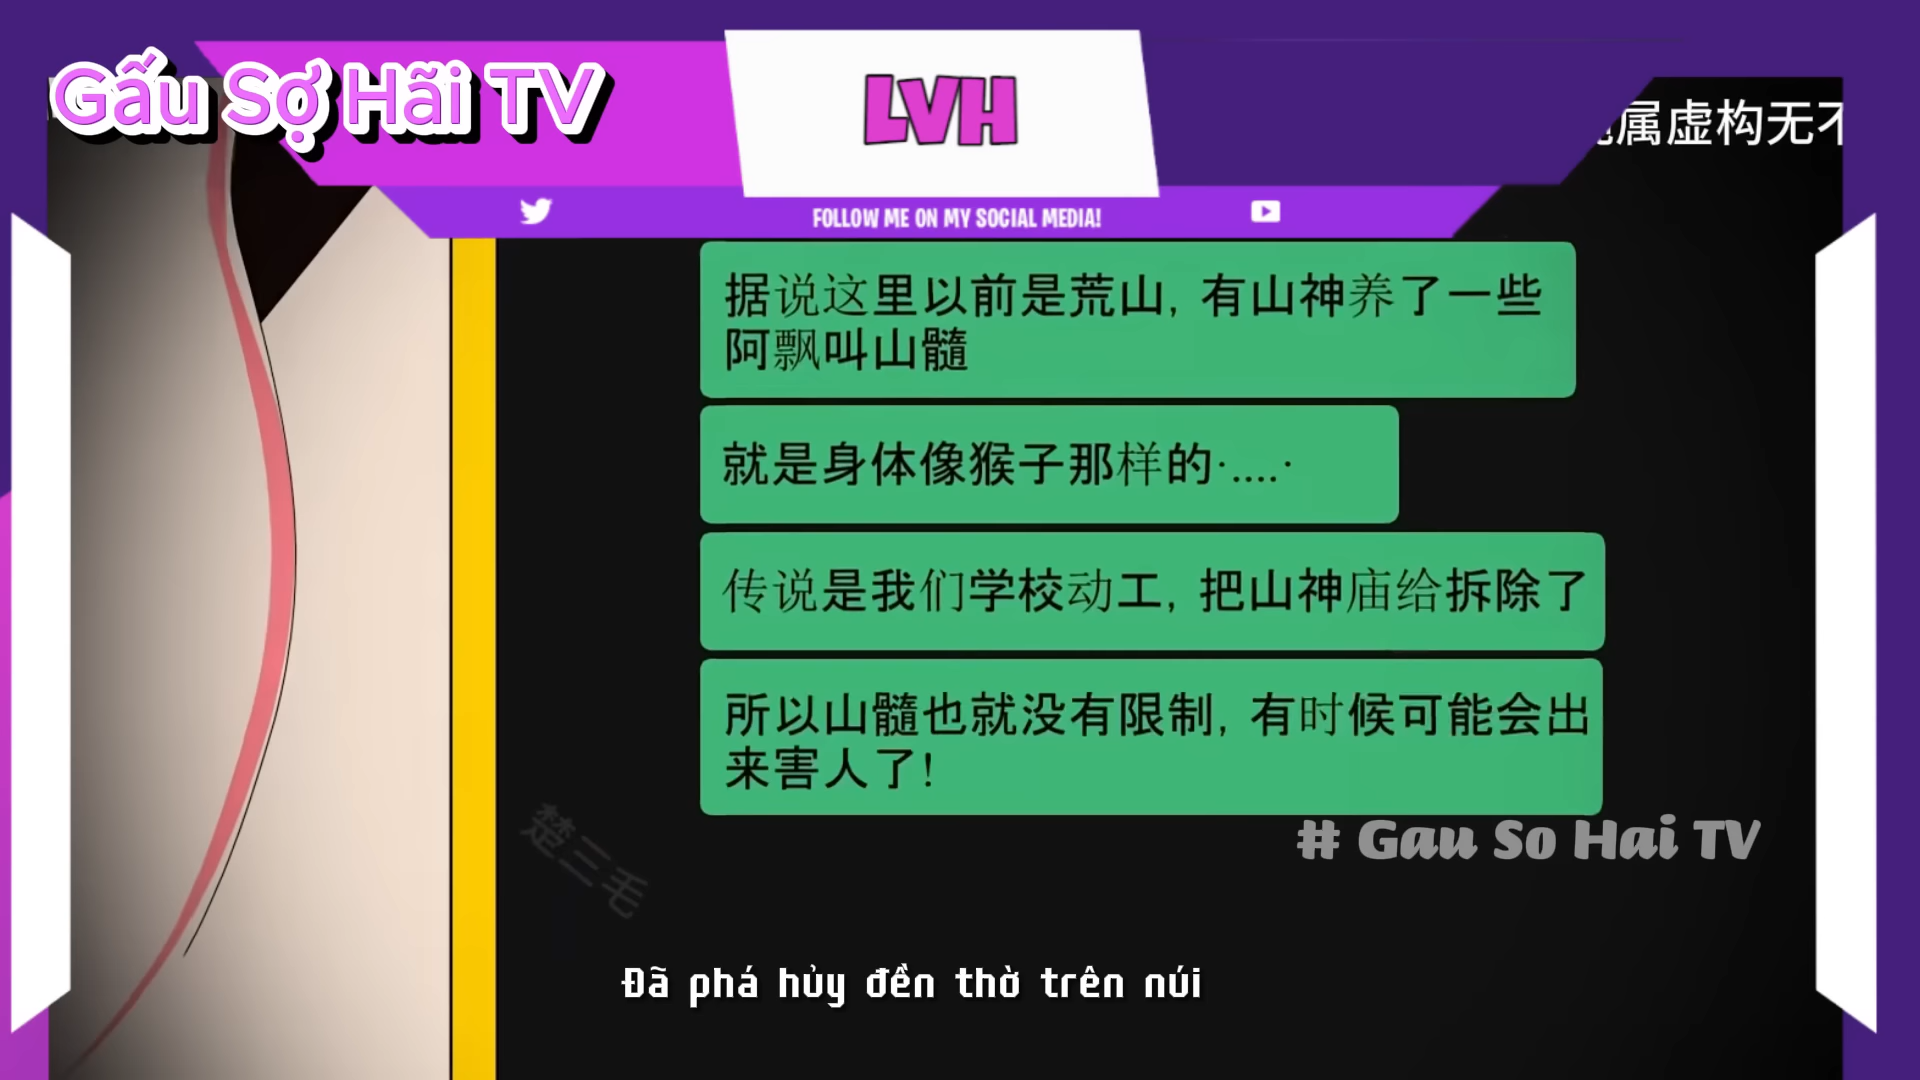 Gấu Sợ Hãi TV
LVH
属虚构无不
FOLLOW ME ON MY SOCIAL MEDIA!
据说这里以前是荒山, 有山神养了一些
阿飘叫山髓
就是身体像猴子那样的·....·
传说是我们学校动工, 把山神庙给拆除了
所以山髓也就没有限制, 有时候可能会出
来害人了!
# Gau So Hai TV
楚三毛
Đã phá hủy đền thờ trên núi